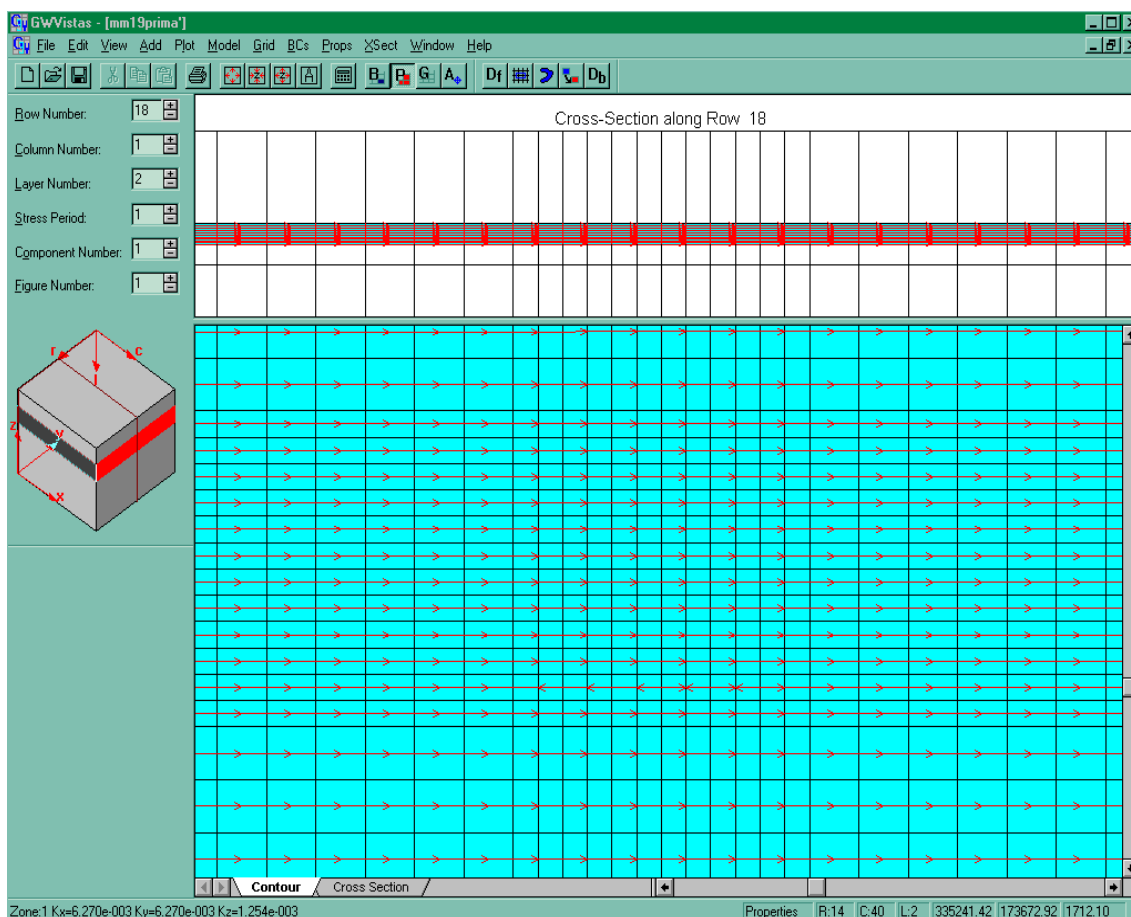 GWVistas - [mm19prima']
File Edit View Add Plot Model Grid BCs Props XSect Window Help
B P G A Df Db
Row Number: 18
Column Number: 1
Layer Number: 2
Stress Period: 1
Component Number: 1
Figure Number: 1
Cross-Section along Row 18
r c
l
z y
x
Contour Cross Section
Zone:1 Kx=6.270e-003 Ky=6.270e-003 Kz=1.254e-003 Properties R:14 C:40 L:2 335241.42 173672.92 1712.10